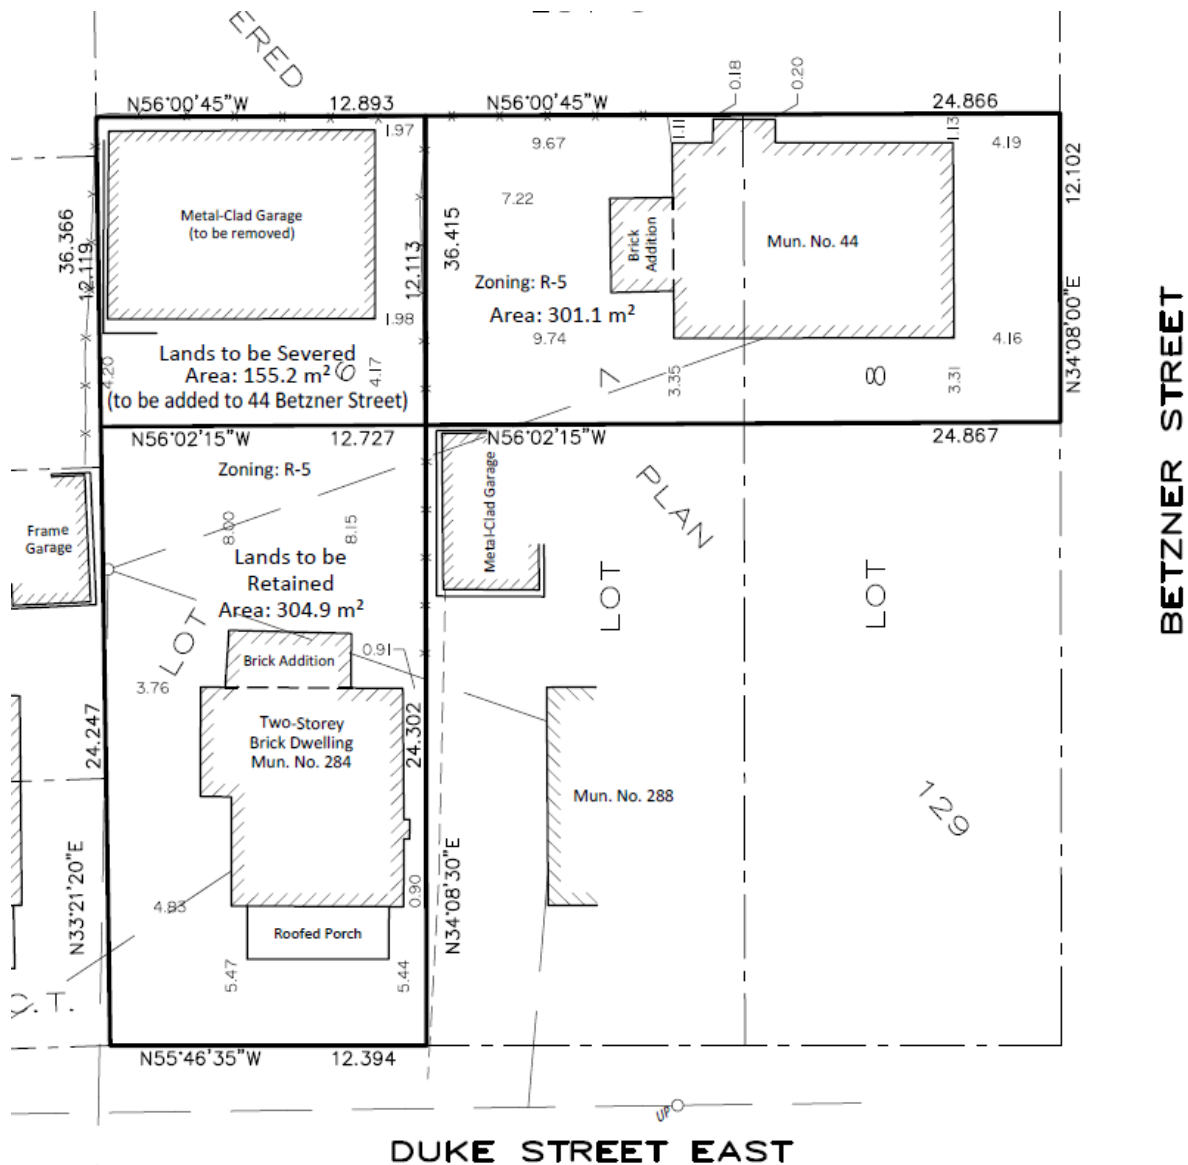 ERED
N56°00'45"W
12.893
N56°00'45"W
0.18
0.20
24.866
1.97
9.67
1.11
1.13
4.19
12.102
7.22
Metal-Clad Garage
(to be removed)
36.366
12.119
12.113
36.415
Brick
Addition
Mun. No. 44
Zoning: R-5
Area: 301.1 m²
N34°08'00"E
BETZNER STREET
1.98
9.74
4.16
Lands to be Severed
Area: 155.2 m²
6
(to be added to 44 Betzner Street)
4.20
4.17
7
3.35
8
3.31
N56°02'15"W
12.727
N56°02'15"W
24.867
Zoning: R-5
Metal-Clad Garage
PLAN
Frame
Garage
8.00
8.15
Lands to be
Retained
Area: 304.9 m²
LOT
LOT
LOT
Brick Addition
0.91
3.76
24.247
24.302
Two-Storey
Brick Dwelling
Mun. No. 284
Mun. No. 288
129
N33°21'20"E
4.83
0.90
N34°08'30"E
Roofed Porch
5.47
5.44
C.T.
N55°46'35"W
12.394
UP
DUKE STREET EAST